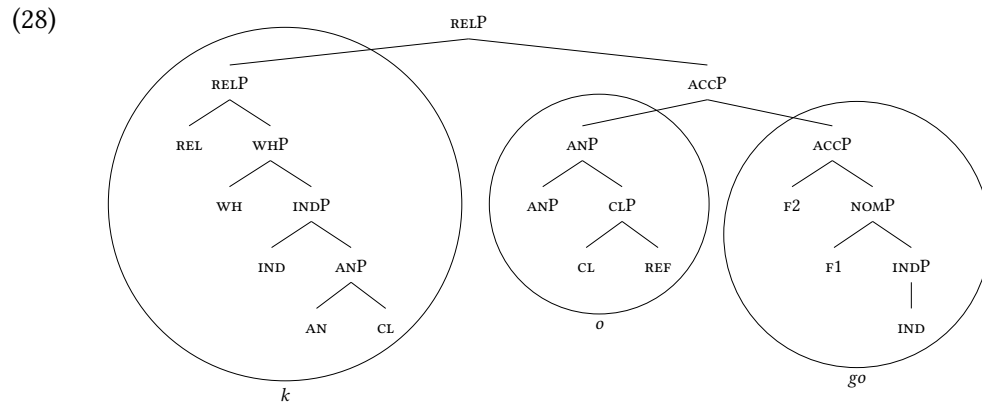 (28)
RELP
RELP ACCP
REL WHP ANP ACCP
WH INDP ANP CLP F2 NOMP
IND ANP CL REF F1 INDP
AN CL IND
o
k go